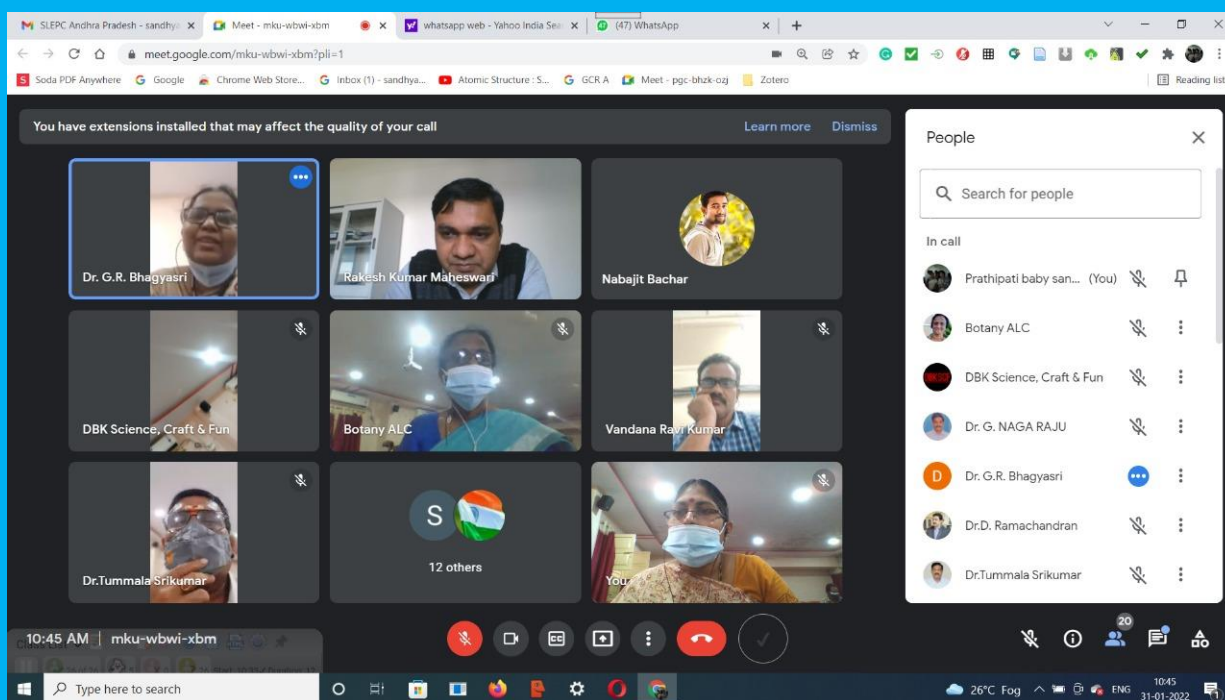 SLEPC Andhra Pradesh - sandhy
Meet - mku-wbwi-xbm
whatsapp web - Yahoo India Sea
(47) WhatsApp
meet.google.com/mku-wbwi-xbm?pli=1
Soda PDF Anywhere
Google
Chrome Web Store...
Inbox (1) - sandhya...
Atomic Structure : S...
GCR A
Meet - pgc-bhzk-ozj
Zotero
Reading list
You have extensions installed that may affect the quality of your call
Learn more
Dismiss
Dr. G.R. Bhagyasri
Rakesh Kumar Maheswari
Nabajit Bachar
DBK Science, Craft & Fun
Botany ALC
Vandana Ravi Kumar
Dr.Tummala Srikumar
S
12 others
You
People
Search for people
In call
Prathipati baby san... (You)
Botany ALC
DBK Science, Craft & Fun
Dr. G. NAGA RAJU
D
Dr. G.R. Bhagyasri
Dr.D. Ramachandran
Dr.Tummala Srikumar
10:45 AM | mku-wbwi-xbm
20
Type here to search
26°C Fog
ENG
10:45
31-01-2022